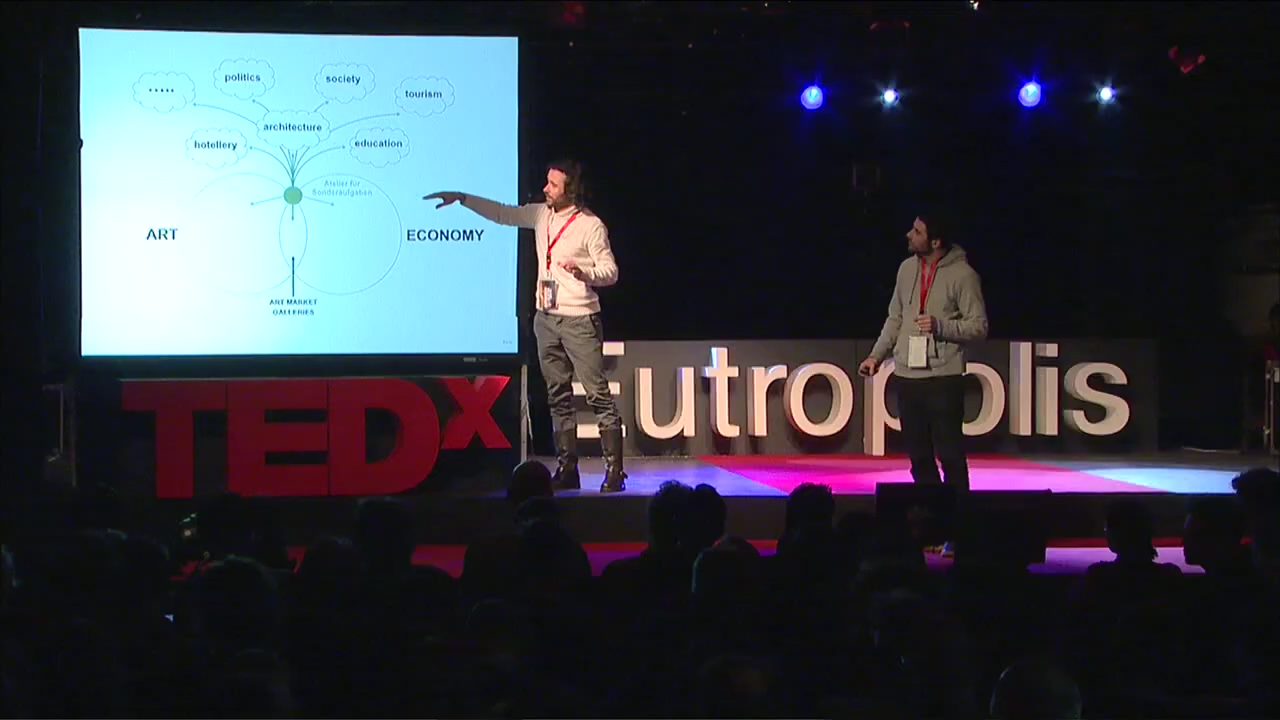 .....
politics
society
tourism
architecture
hotellery
education
Atelier für
Sonderaufgaben
ART
ECONOMY
ART MARKET
GALLERIES
TEDx
Eutropolis